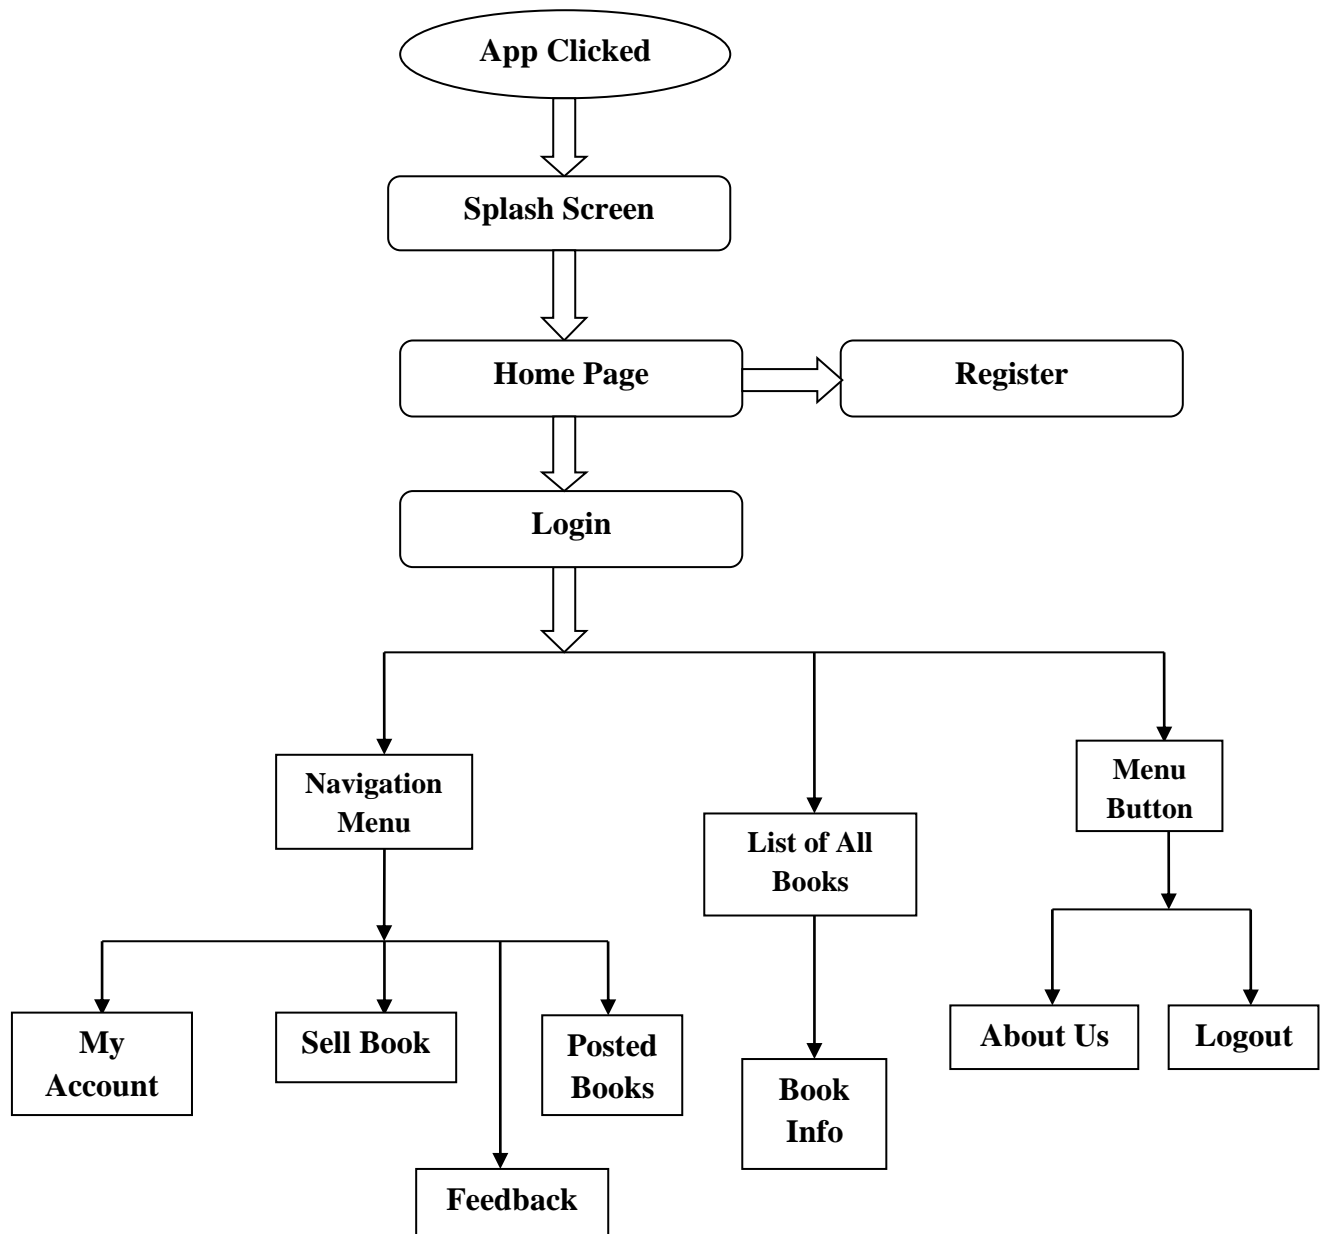 App Clicked
Splash Screen
Home Page
Register
Login
Navigation
Menu
List of All
Books
Menu
Button
My
Account
Sell Book
Posted
Books
Feedback
Book
Info
About Us
Logout